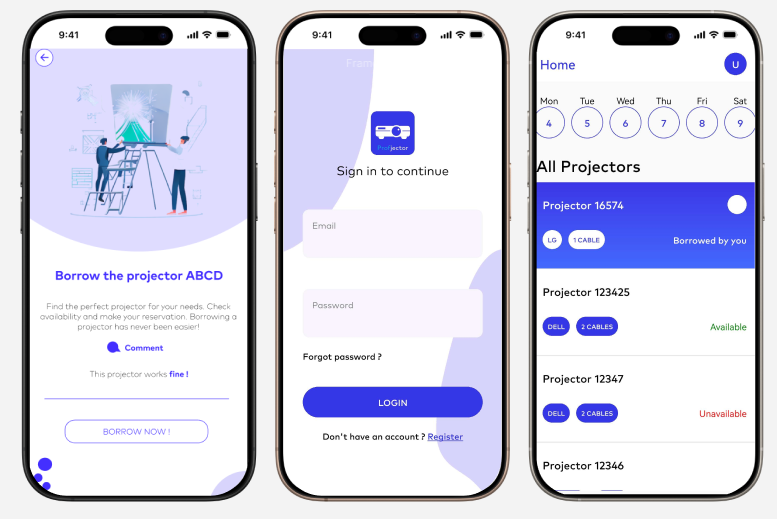 9:41
Borrow the projector ABCD
Find the perfect projector for your needs. Check
availability and make your reservation. Borrowing a
projector has never been easier!
Comment
This projector works fine !
BORROW NOW !
9:41
Fram
Profjector
Sign in to continue
Email
Password
Forgot password ?
LOGIN
Don't have an account ? Register
9:41
Home
U
Mon Tue Wed Thu Fri Sat
4 5 6 7 8 9
All Projectors
Projector 16574
LG 1 CABLE Borrowed by you
Projector 123425
DELL 2 CABLES Available
Projector 12347
DELL 2 CABLES Unavailable
Projector 12346